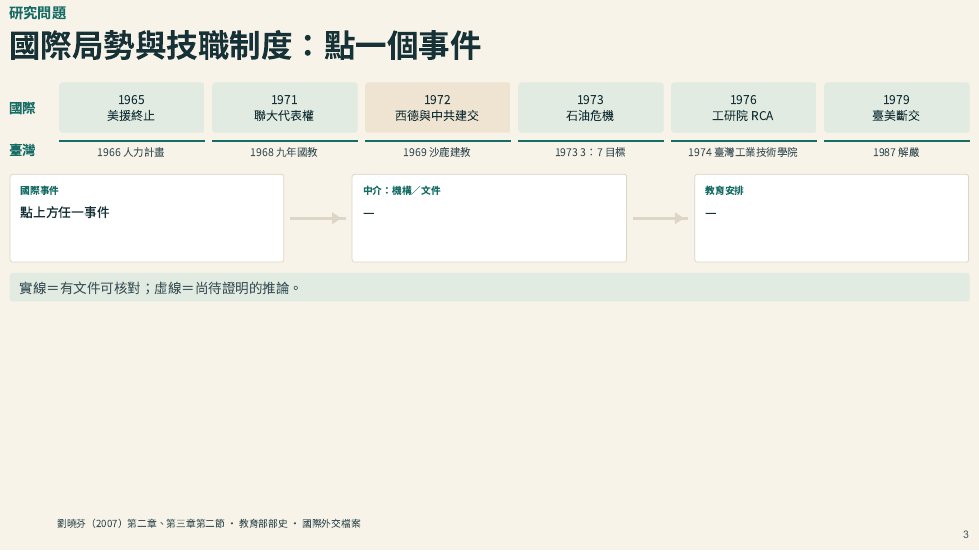 研究問題
國際局勢與技職制度：點一個事件
國際
1965
美援終止
1971
聯大代表權
1972
西德與中共建交
1973
石油危機
1976
工研院 RCA
1979
臺美斷交
臺灣
1966 人力計畫
1968 九年國教
1969 沙鹿建教
1973 3：7 目標
1974 臺灣工業技術學院
1987 解嚴
國際事件
點上方任一事件
中介：機構／文件
—
教育安排
—
實線＝有文件可核對；虛線＝尚待證明的推論。
劉曉芬（2007）第二章、第三章第二節 · 教育部部史 · 國際外交檔案
3